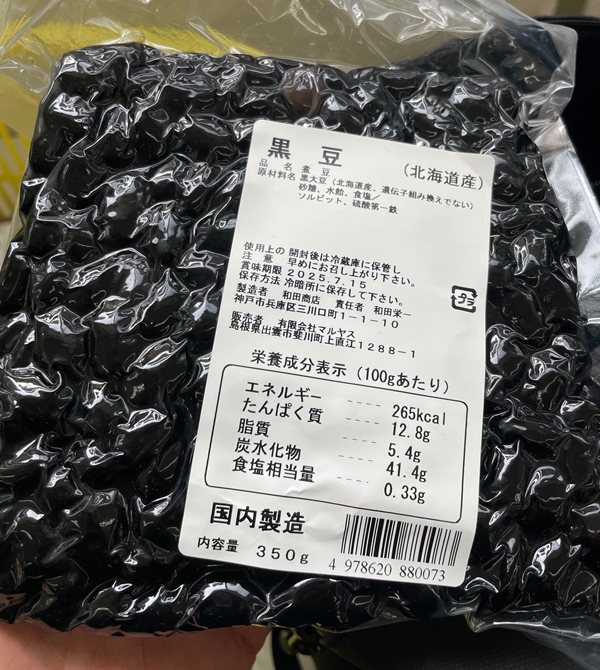 黒 豆 (北海道産)
品 名 煮 豆
原材料名 黒大豆（北海道産、遺伝子組み換えでない）
砂糖、水飴、食塩／
ソルビット、硫酸第一鉄
使用上の 開封後は冷蔵庫に保管し
注 意 早めにお召し上がり下さい。
賞味期限 2025.7.15
保存方法 冷暗所に保存して下さい。
製造者 和田商店 責任者 和田栄一
神戸市兵庫区三川口町1-1-10
プラ
販売者 有限会社マルヤス
島根県出雲市斐川町上直江1288-1
栄養成分表示（100gあたり）
エネルギー ---- 265kcal
たんぱく質 ---- 12.8g
脂質 ---- 5.4g
炭水化物 ---- 41.4g
食塩相当量 ---- 0.33g
国内製造
内容量 350g
4 978620 880073